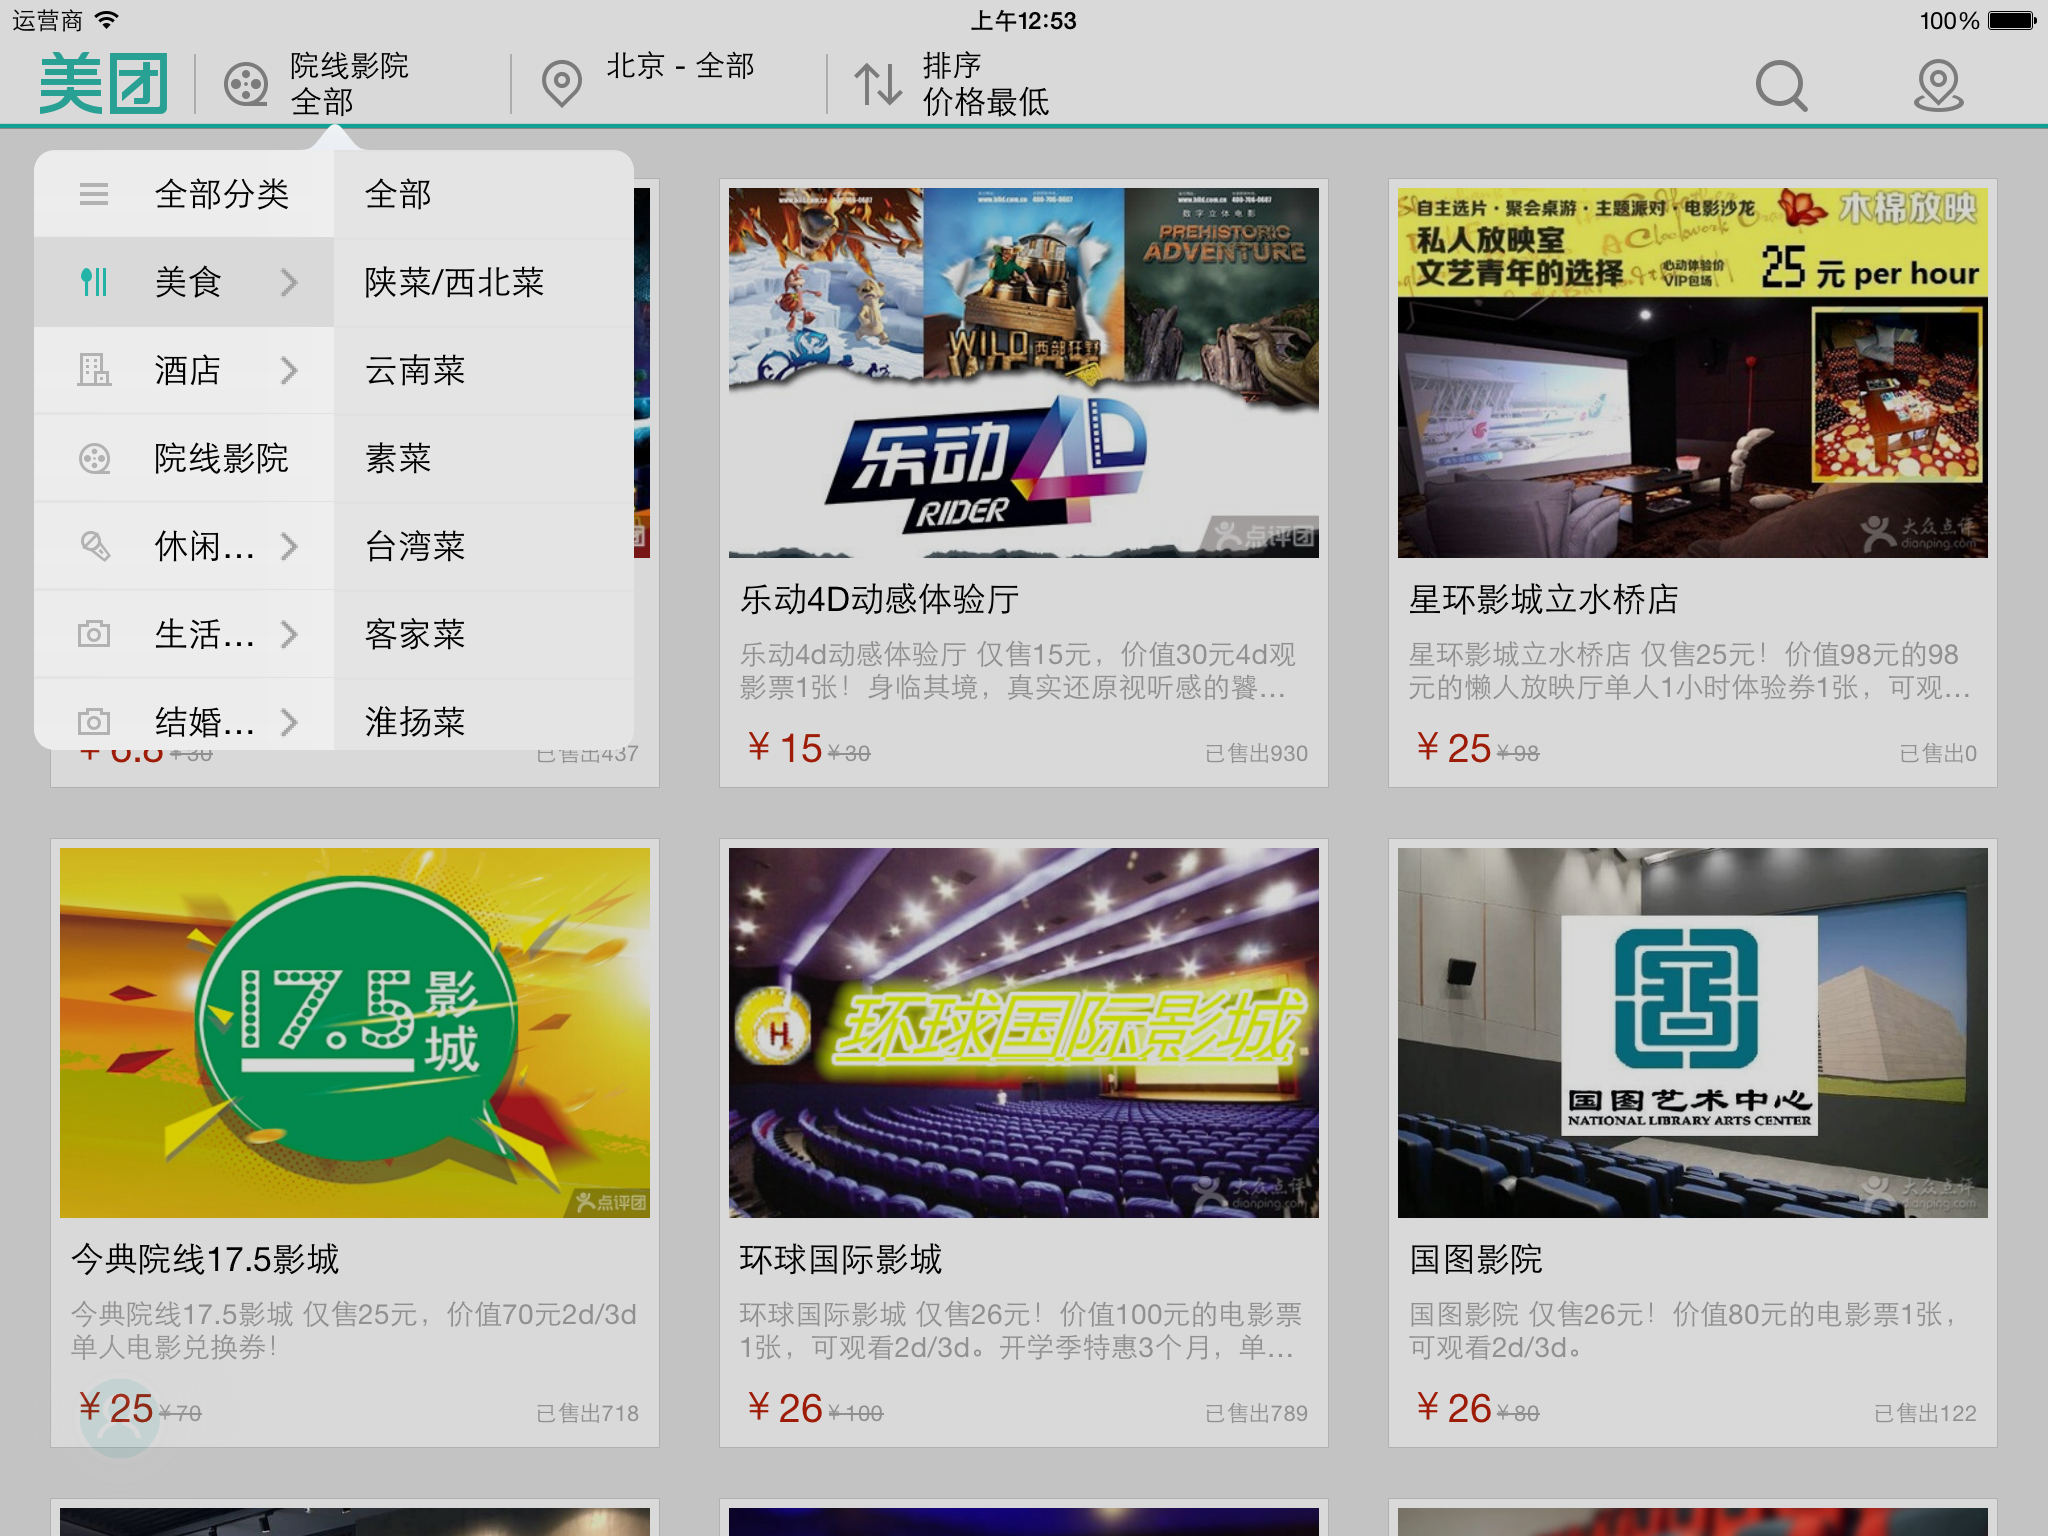 运营商
上午12:53
100%
美团
院线影院
全部
北京 - 全部
排序
价格最低
全部分类
美食
酒店
院线影院
休闲...
生活...
结婚...
全部
陕菜/西北菜
云南菜
素菜
台湾菜
客家菜
淮扬菜
¥ 6.8 ¥ 30
已售出437
数字立体电影
PREHISTORIC
ADVENTURE
WILD
西部狂野
乐动4D
RIDER
点评团
乐动4D动感体验厅
乐动4d动感体验厅 仅售15元，价值30元4d观
影票1张！身临其境，真实还原视听感的饕...
¥ 15 ¥ 30
已售出930
自主选片·聚会桌游·主题派对·电影沙龙
木棉放映
私人放映室
文艺青年的选择
心动体验价
VIP包场
25 元 per hour
大众点评
dianping.com
星环影城立水桥店
星环影城立水桥店 仅售25元！价值98元的98
元的懒人放映厅单人1小时体验券1张，可观...
¥ 25 ¥ 98
已售出0
17.5影城
点评团
今典院线17.5影城
今典院线17.5影城 仅售25元，价值70元2d/3d
单人电影兑换券！
¥ 25 ¥ 70
已售出718
H
环球国际影城
大众点评
dianping.com
环球国际影城
环球国际影城 仅售26元！价值100元的电影票
1张，可观看2d/3d。开学季特惠3个月，单...
¥ 26 ¥ 100
已售出789
国图艺术中心
NATIONAL LIBRARY ARTS CENTER
大众点评
dianping.com
国图影院
国图影院 仅售26元！价值80元的电影票1张，
可观看2d/3d。
¥ 26 ¥ 80
已售出122